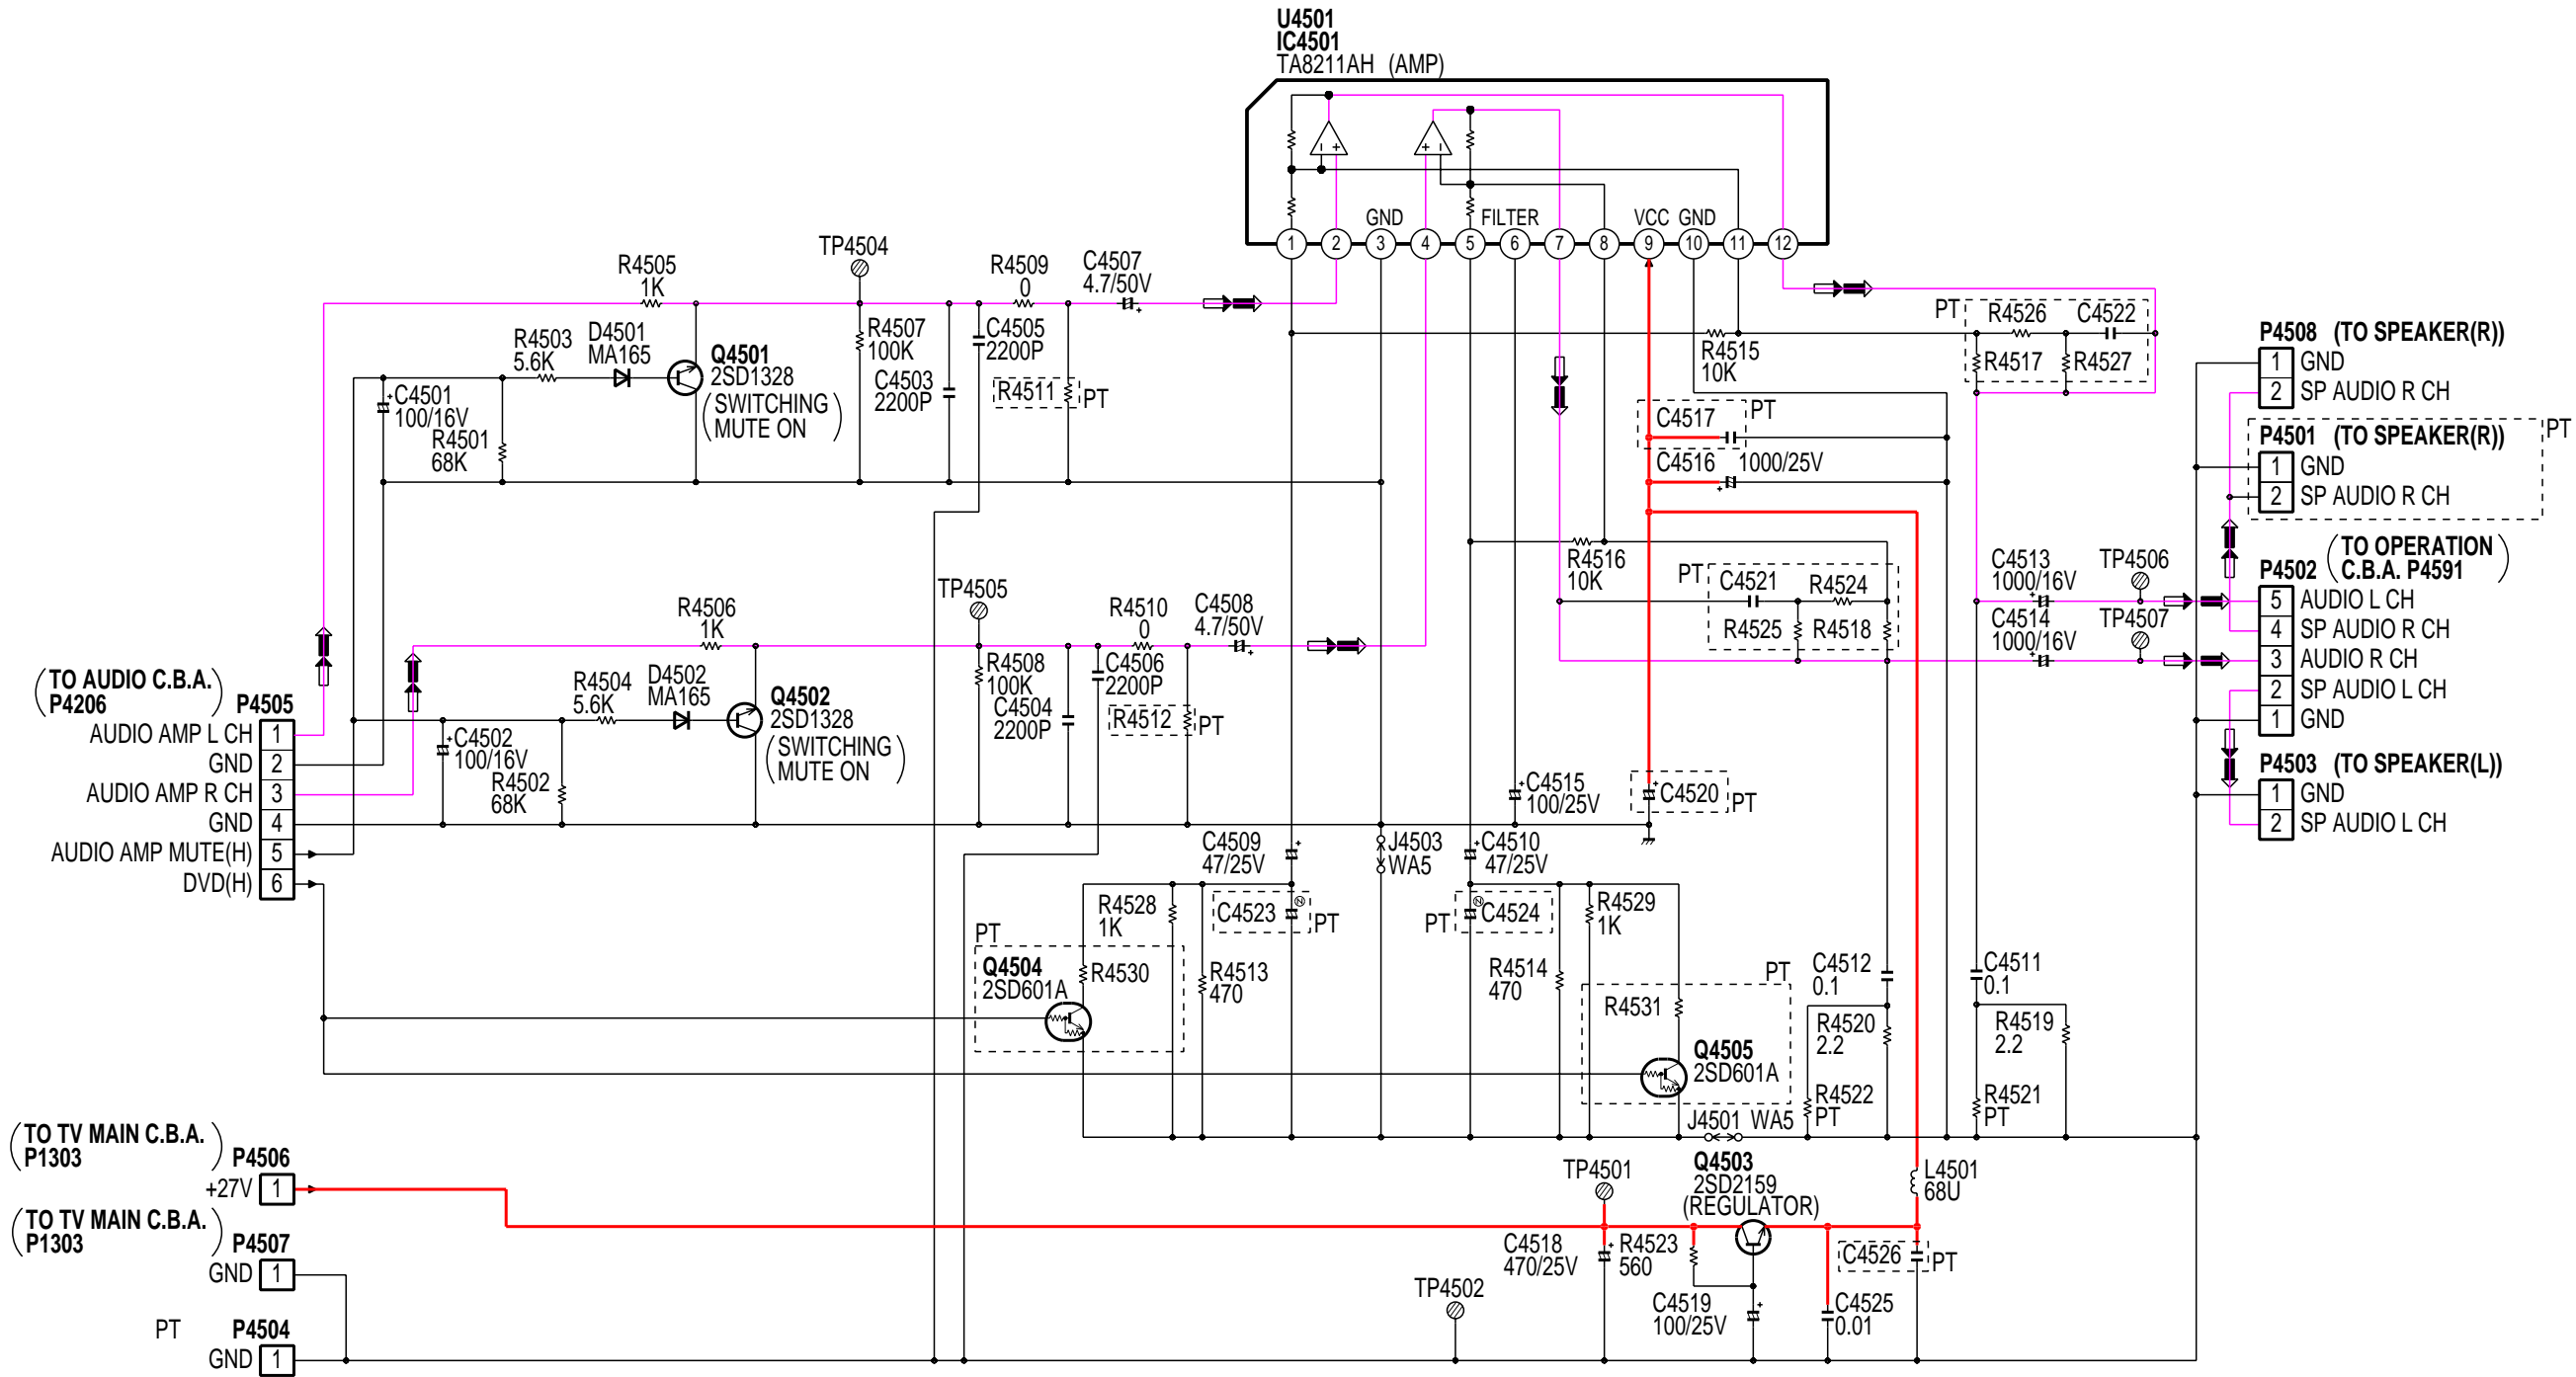 U4501
IC4501
TA8211AH (AMP)
GND
FILTER
VCC
GND
1
2
3
4
5
6
7
8
9
10
11
12
TP4504
R4505
1K
R4509
0
C4507
4.7/50V
R4503
5.6K
D4501
MA165
Q4501
2SD1328
(SWITCHING
MUTE ON)
R4507
100K
C4503
2200P
C4505
2200P
R4511
PT
C4501
100/16V
R4501
68K
R4515
10K
PT
R4526
C4522
R4517
R4527
C4517
PT
C4516
1000/25V
P4508 (TO SPEAKER(R))
1 GND
2 SP AUDIO R CH
P4501 (TO SPEAKER(R))
PT
1 GND
2 SP AUDIO R CH
P4502 (TO OPERATION
C.B.A. P4591)
5 AUDIO L CH
4 SP AUDIO R CH
3 AUDIO R CH
2 SP AUDIO L CH
1 GND
P4503 (TO SPEAKER(L))
1 GND
2 SP AUDIO L CH
TP4505
R4506
1K
R4510
0
C4508
4.7/50V
R4516
10K
PT
C4521
R4524
R4525
R4518
C4513
1000/16V
TP4506
C4514
1000/16V
TP4507
(TO AUDIO C.B.A.
P4206)
P4505
AUDIO AMP L CH 1
GND 2
AUDIO AMP R CH 3
GND 4
AUDIO AMP MUTE(H) 5
DVD(H) 6
R4504
5.6K
D4502
MA165
Q4502
2SD1328
(SWITCHING
MUTE ON)
R4508
100K
C4504
2200P
C4506
2200P
R4512
PT
C4502
100/16V
R4502
68K
C4515
100/25V
C4520
PT
C4509
47/25V
J4503
WA5
C4510
47/25V
R4528
1K
C4523
N
PT
PT
N
C4524
R4529
1K
PT
Q4504
2SD601A
R4530
R4513
470
R4514
470
R4531
PT
Q4505
2SD601A
C4512
0.1
R4520
2.2
R4522
PT
C4511
0.1
R4519
2.2
R4521
PT
J4501 WA5
(TO TV MAIN C.B.A.
P1303)
P4506
+27V 1
(TO TV MAIN C.B.A.
P1303)
P4507
GND 1
PT
P4504
GND 1
TP4501
Q4503
2SD2159
(REGULATOR)
L4501
68U
C4518
470/25V
R4523
560
TP4502
C4519
100/25V
C4525
0.01
C4526
PT